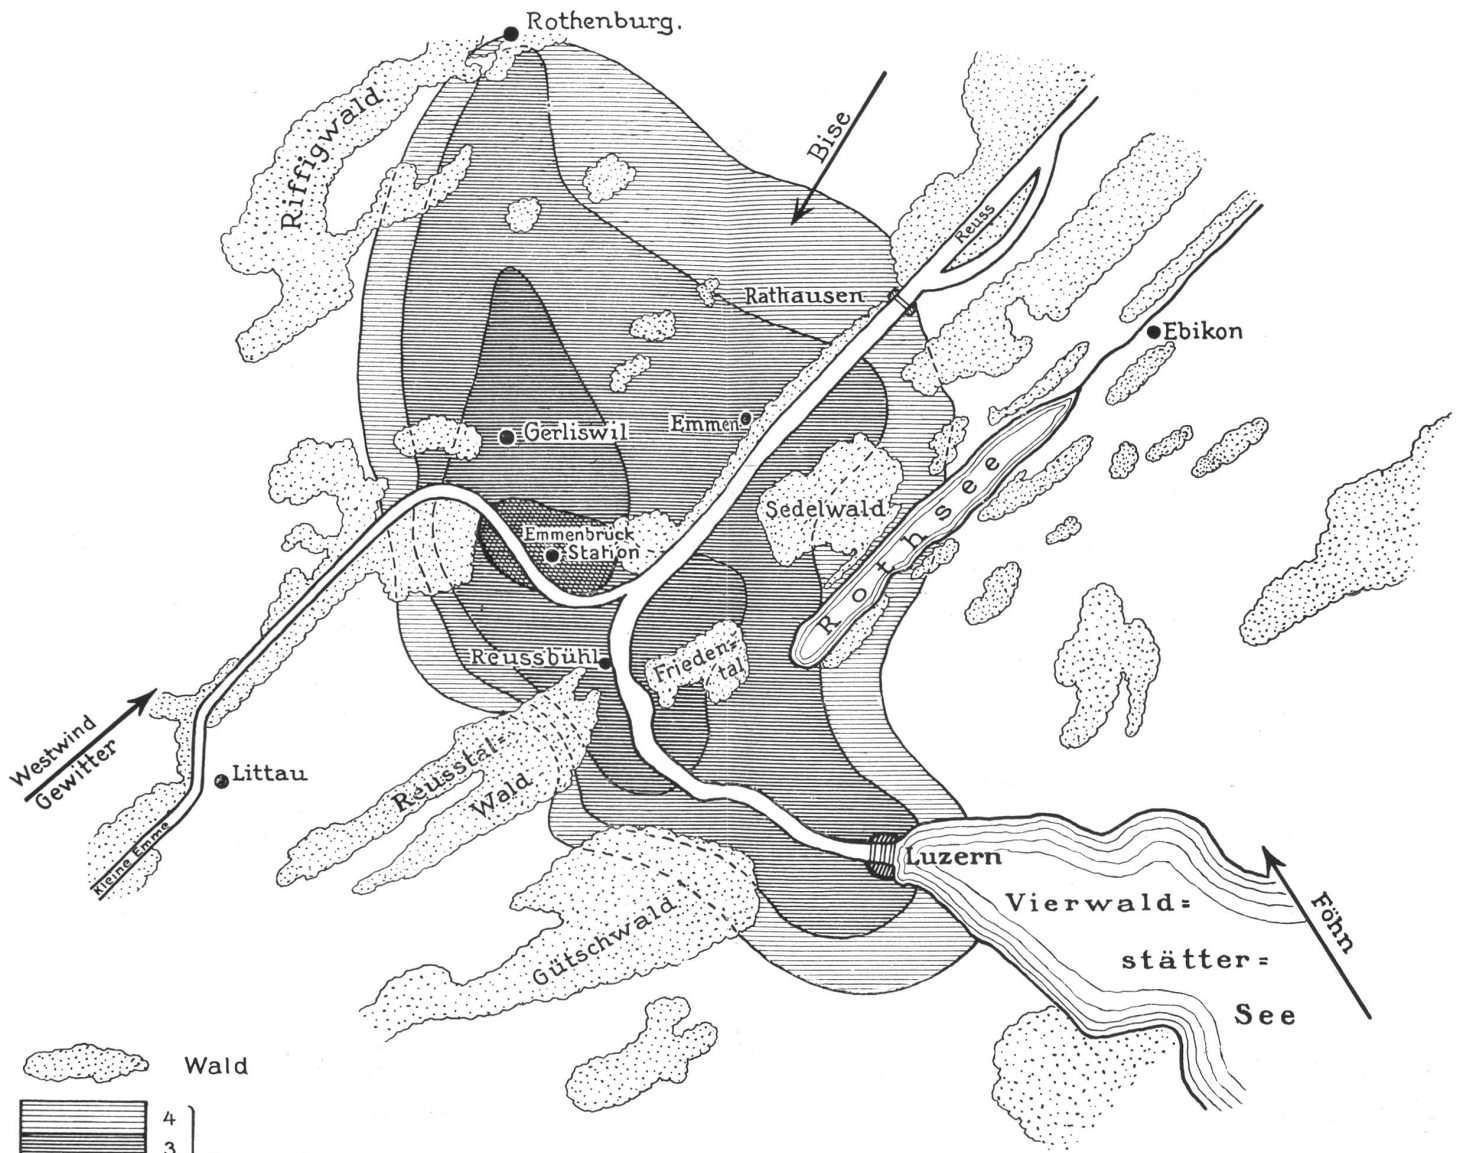 Rothenburg.
Riffigwald
Bise
Reuss
Rathausen
Ebikon
Emmen
Gerliswil
Sedelwald
Rothsee
Emmenbruck
Station
Reussbühl
Frieden=
tal
Westwind
Gewitter
Littau
Reusstal=
Wald
Kleine Emme
Luzern
Vierwald=
stätter=
See
Föhn
Gütschwald
Wald
4
3